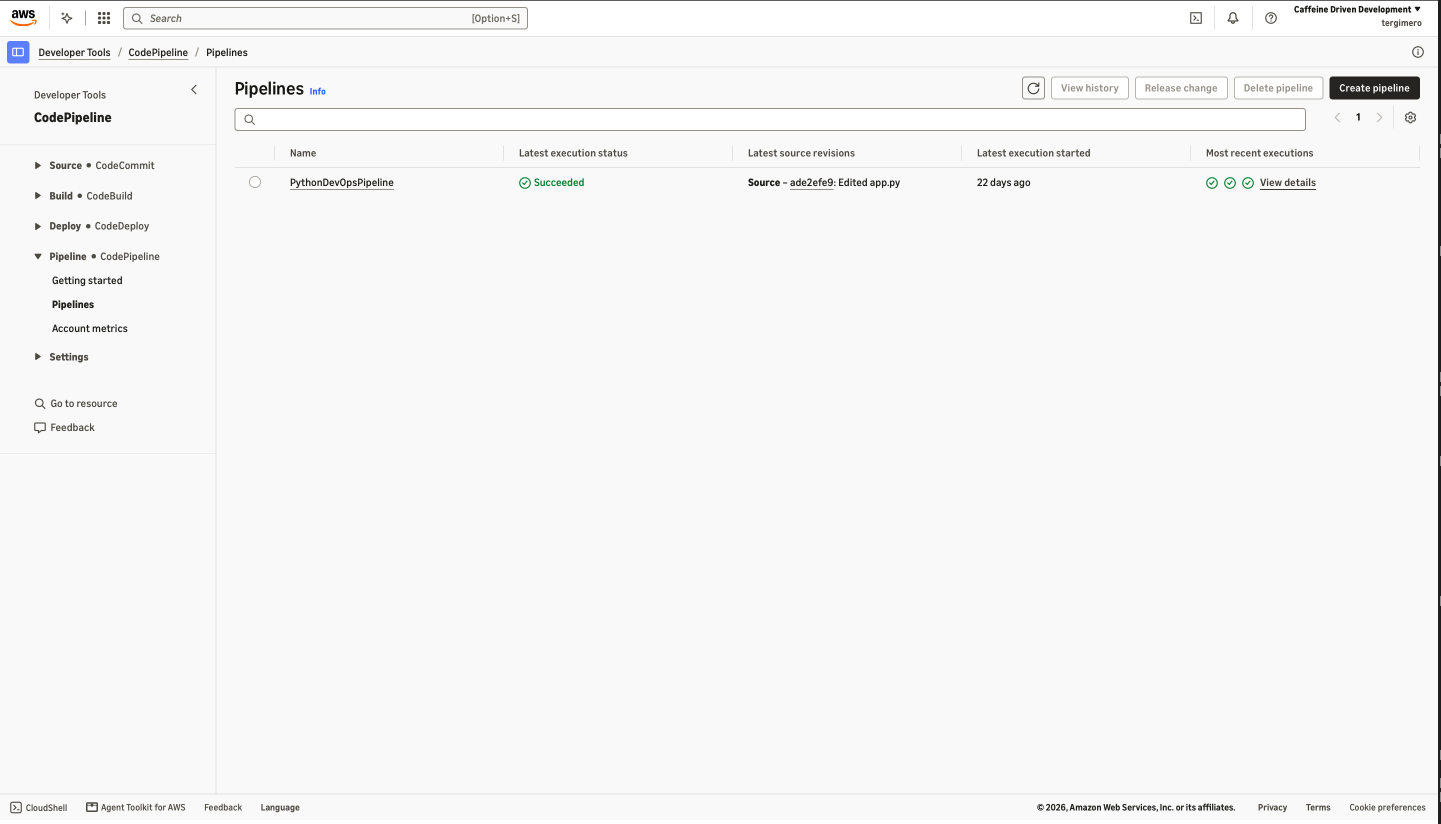 aws
Search [Option+S]
Caffeine Driven Development
tergimero
Developer Tools / CodePipeline / Pipelines
Developer Tools
CodePipeline
Source • CodeCommit
Build • CodeBuild
Deploy • CodeDeploy
Pipeline • CodePipeline
Getting started
Pipelines
Account metrics
Settings
Go to resource
Feedback
Pipelines Info
View history
Release change
Delete pipeline
Create pipeline
1
Name Latest execution status Latest source revisions Latest execution started Most recent executions
PythonDevOpsPipeline Succeeded Source – ade2efe9: Edited app.py 22 days ago View details
CloudShell Agent Toolkit for AWS Feedback Language © 2026, Amazon Web Services, Inc. or its affiliates. Privacy Terms Cookie preferences